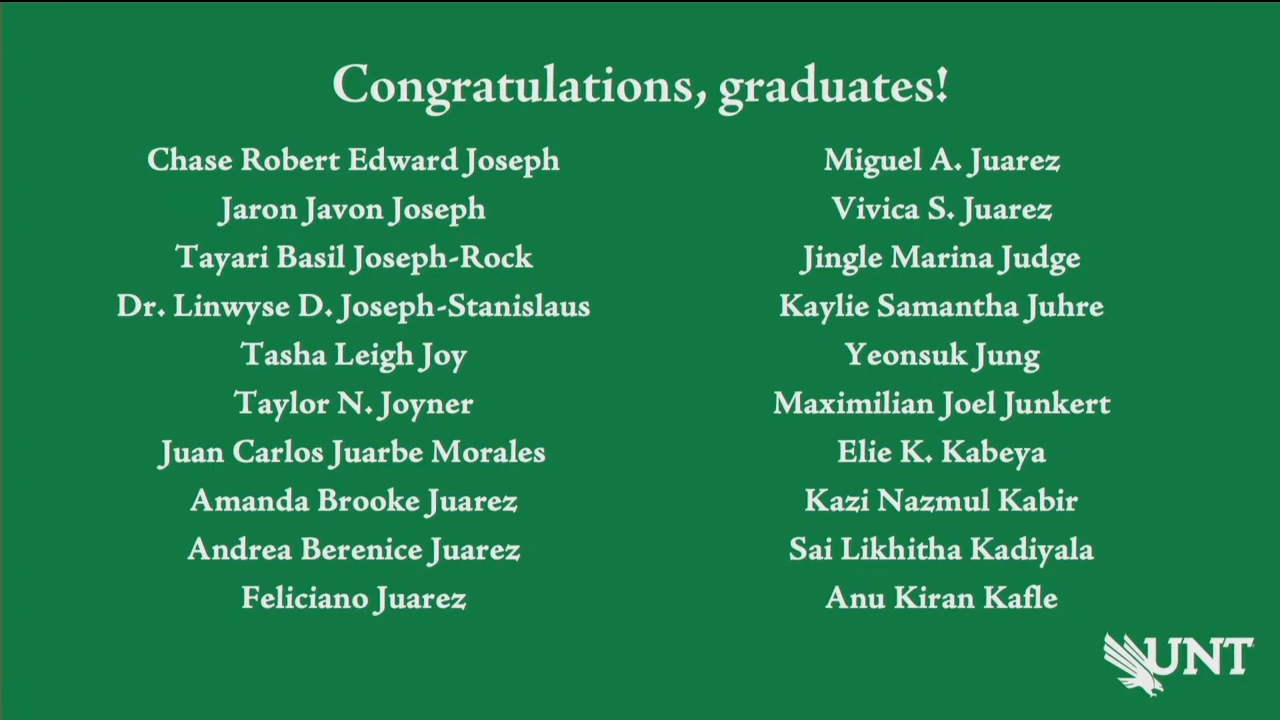 Congratulations, graduates!
Chase Robert Edward Joseph
Jaron Javon Joseph
Tayari Basil Joseph-Rock
Dr. Linwyse D. Joseph-Stanislaus
Tasha Leigh Joy
Taylor N. Joyner
Juan Carlos Juarbe Morales
Amanda Brooke Juarez
Andrea Berenice Juarez
Feliciano Juarez
Miguel A. Juarez
Vivica S. Juarez
Jingle Marina Judge
Kaylie Samantha Juhre
Yeonsuk Jung
Maximilian Joel Junkert
Elie K. Kabeya
Kazi Nazmul Kabir
Sai Likhitha Kadiyala
Anu Kiran Kafle
UNT